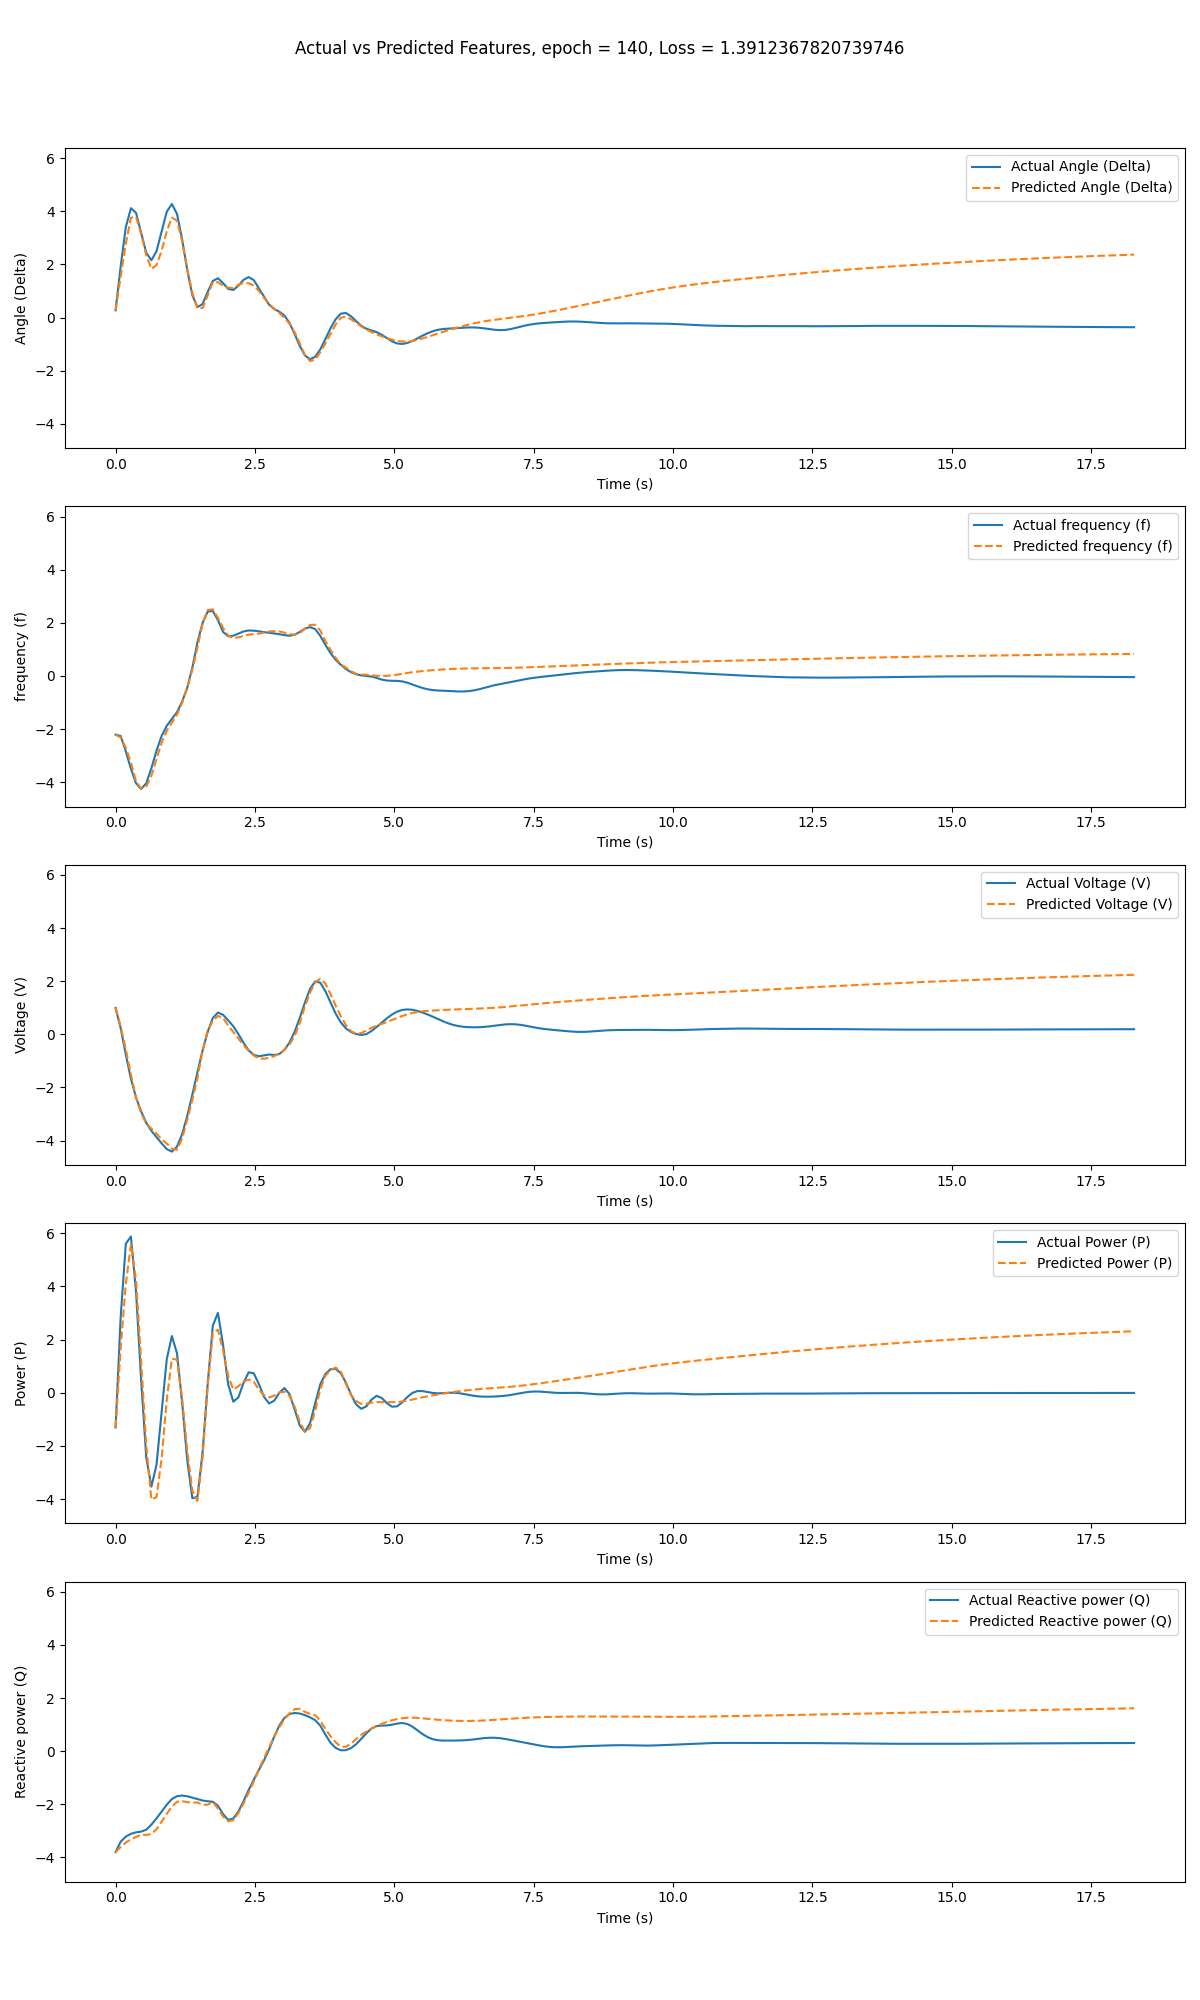 Actual vs Predicted Features, epoch = 140, Loss = 1.3912367820739746
Actual Angle (Delta)
Predicted Angle (Delta)
Angle (Delta)
6
4
2
0
−2
−4
0.0 2.5 5.0 7.5 10.0 12.5 15.0 17.5
Time (s)
Actual frequency (f)
Predicted frequency (f)
frequency (f)
6
4
2
0
−2
−4
0.0 2.5 5.0 7.5 10.0 12.5 15.0 17.5
Time (s)
Actual Voltage (V)
Predicted Voltage (V)
Voltage (V)
6
4
2
0
−2
−4
0.0 2.5 5.0 7.5 10.0 12.5 15.0 17.5
Time (s)
Actual Power (P)
Predicted Power (P)
Power (P)
6
4
2
0
−2
−4
0.0 2.5 5.0 7.5 10.0 12.5 15.0 17.5
Time (s)
Actual Reactive power (Q)
Predicted Reactive power (Q)
Reactive power (Q)
6
4
2
0
−2
−4
0.0 2.5 5.0 7.5 10.0 12.5 15.0 17.5
Time (s)